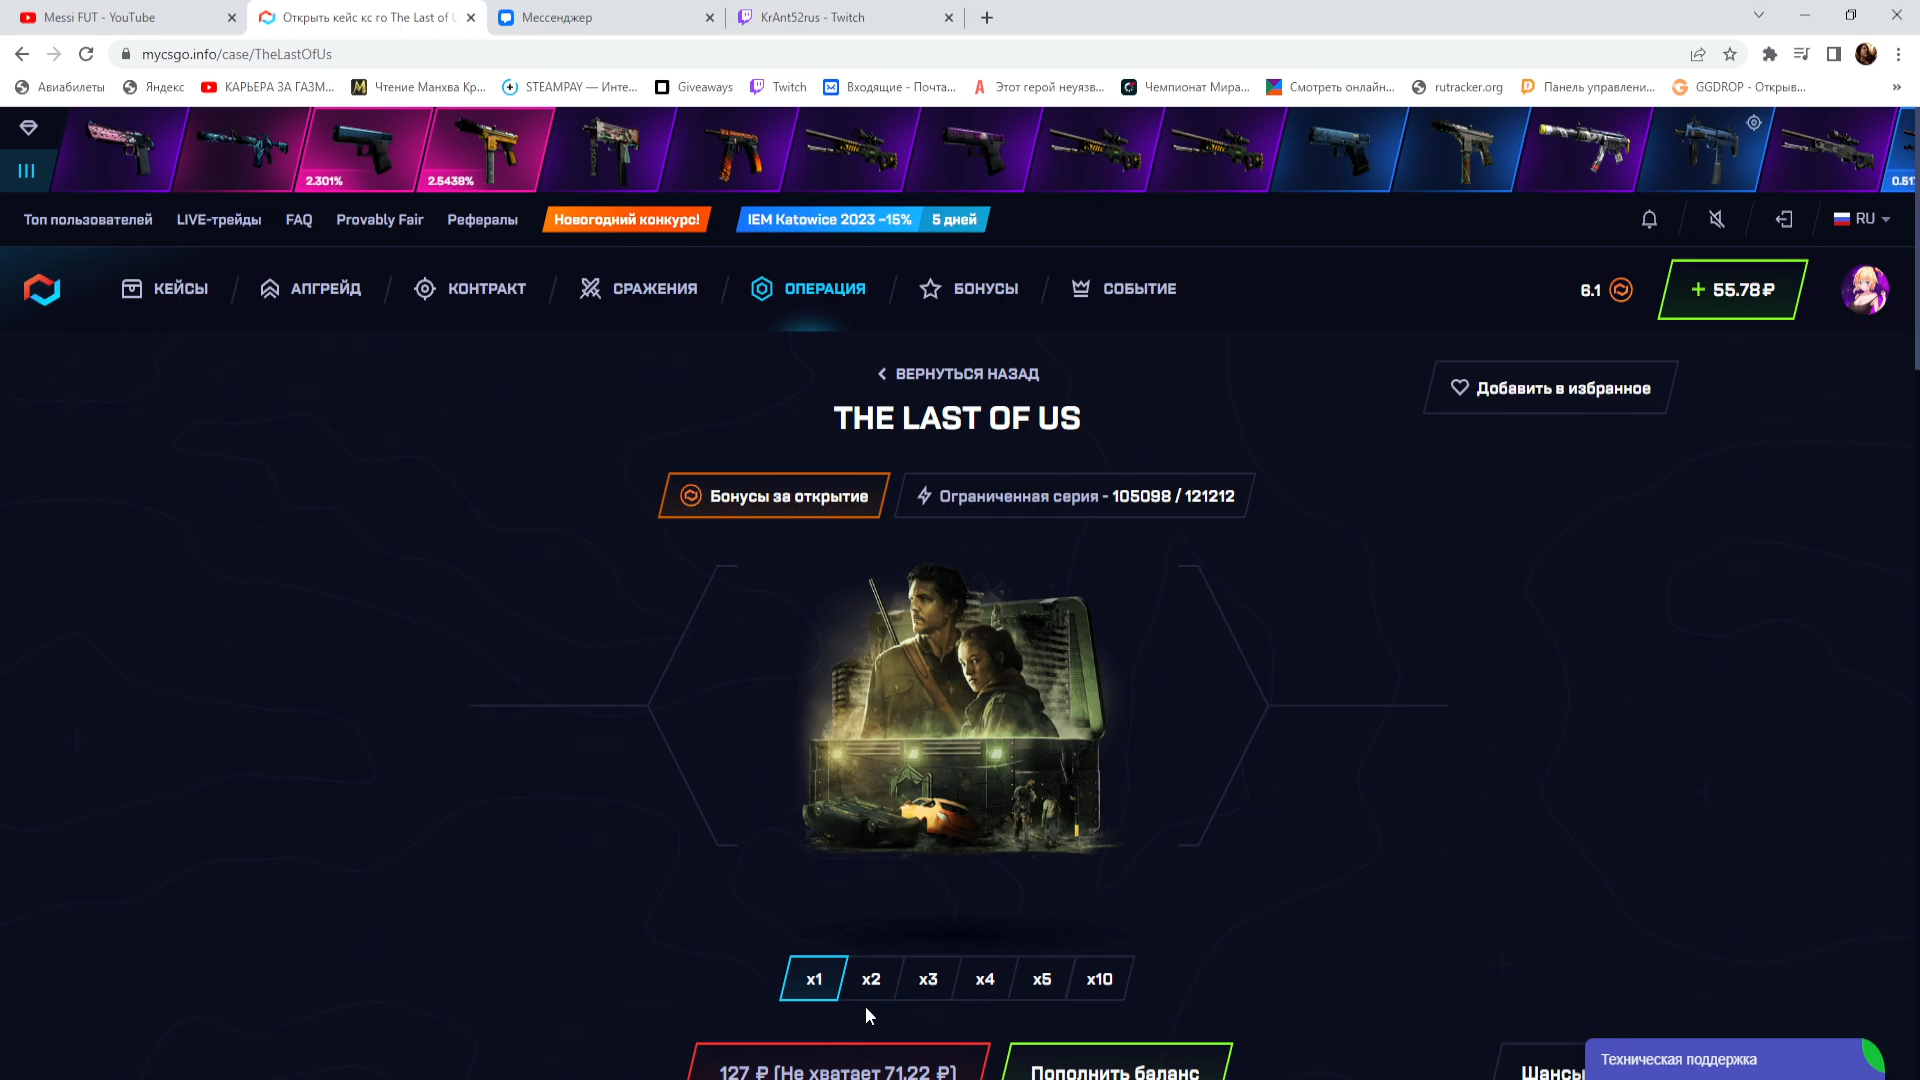 Messi FUT - YouTube
Открыть кейс кс го The Last of U
Мессенджер
KrAnt52rus - Twitch
mycsgo.info/case/TheLastOfUs
Авиабилеты
Яндекс
КАРЬЕРА ЗА ГАЗМ...
Чтение Манхва Кр...
STEAMPAY — Инте...
Giveaways
Twitch
Входящие - Почта...
Этот герой неуязв...
Чемпионат Мира...
Смотреть онлайн...
rutracker.org
Панель управлени...
GGDROP - Открыв...
2.301%
2.5438%
0.517
Топ пользователей
LIVE-трейды
FAQ
Provably Fair
Рефералы
Новогодний конкурс!
IEM Katowice 2023 -15%
5 дней
RU
КЕЙСЫ
АПГРЕЙД
КОНТРАКТ
СРАЖЕНИЯ
ОПЕРАЦИЯ
БОНУСЫ
СОБЫТИЕ
6.1
+ 55.78₽
ВЕРНУТЬСЯ НАЗАД
Добавить в избранное
THE LAST OF US
Бонусы за открытие
Ограниченная серия - 105098 / 121212
x1
x2
x3
x4
x5
x10
127 ₽ (Не хватает 71.22 ₽)
Пополнить баланс
Шансы
Техническая поддержка